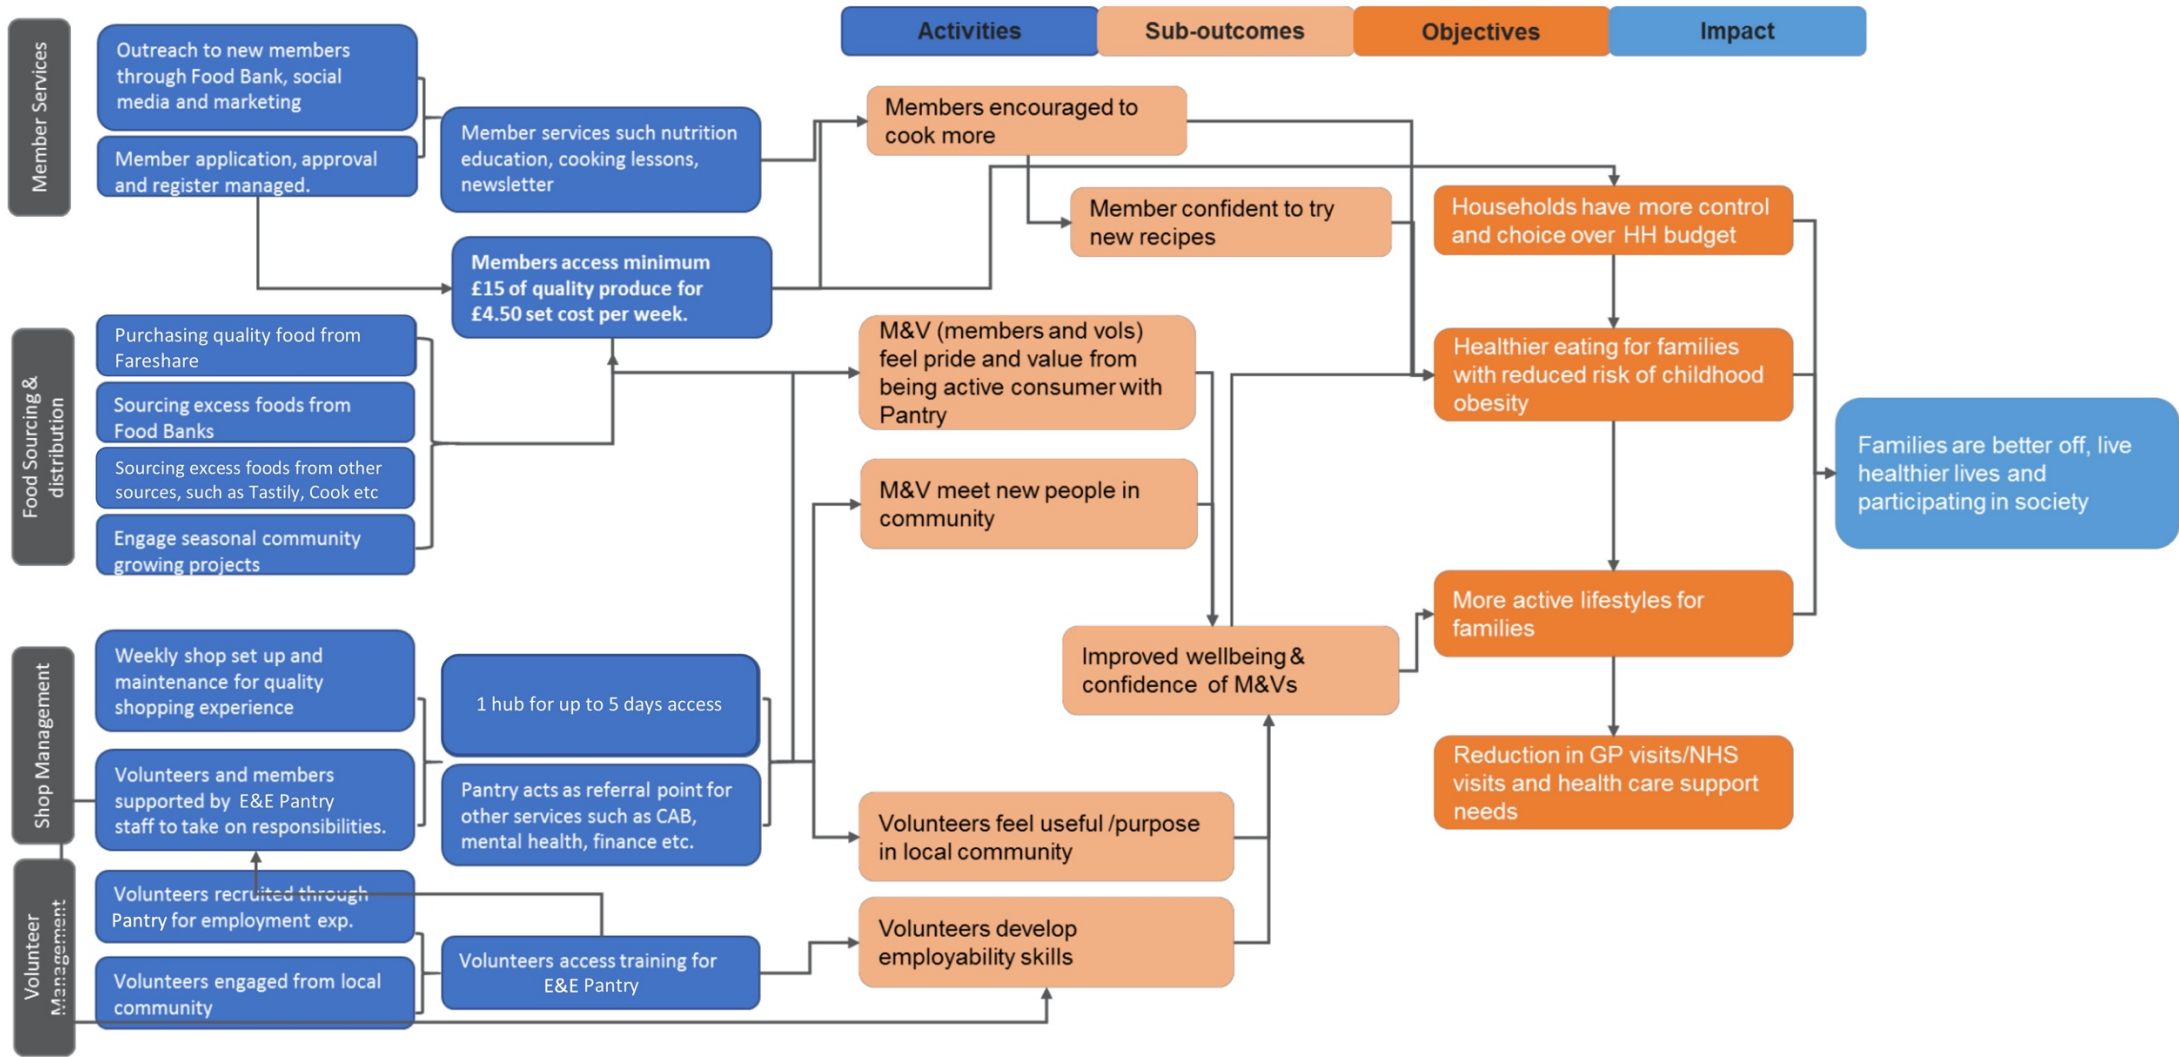 Activities
Sub-outcomes
Objectives
Impact
Member Services
Outreach to new members
through Food Bank, social
media and marketing
Member application, approval
and register managed.
Member services such nutrition
education, cooking lessons,
newsletter
Members access minimum
£15 of quality produce for
£4.50 set cost per week.
Members encouraged to
cook more
Member confident to try
new recipes
Households have more control
and choice over HH budget
Food Sourcing &
distribution
Purchasing quality food from
Fareshare
Sourcing excess foods from
Food Banks
Sourcing excess foods from other
sources, such as Tastily, Cook etc
Engage seasonal community
growing projects
M&V (members and vols)
feel pride and value from
being active consumer with
Pantry
M&V meet new people in
community
Healthier eating for families
with reduced risk of childhood
obesity
Families are better off, live
healthier lives and
participating in society
Shop Management
Weekly shop set up and
maintenance for quality
shopping experience
Volunteers and members
supported by E&E Pantry
staff to take on responsibilities.
1 hub for up to 5 days access
Pantry acts as referral point for
other services such as CAB,
mental health, finance etc.
Improved wellbeing &
confidence of M&Vs
More active lifestyles for
families
Reduction in GP visits/NHS
visits and health care support
needs
Volunteer
Management
Volunteers recruited through
Pantry for employment exp.
Volunteers engaged from local
community
Volunteers access training for
E&E Pantry
Volunteers feel useful /purpose
in local community
Volunteers develop
employability skills